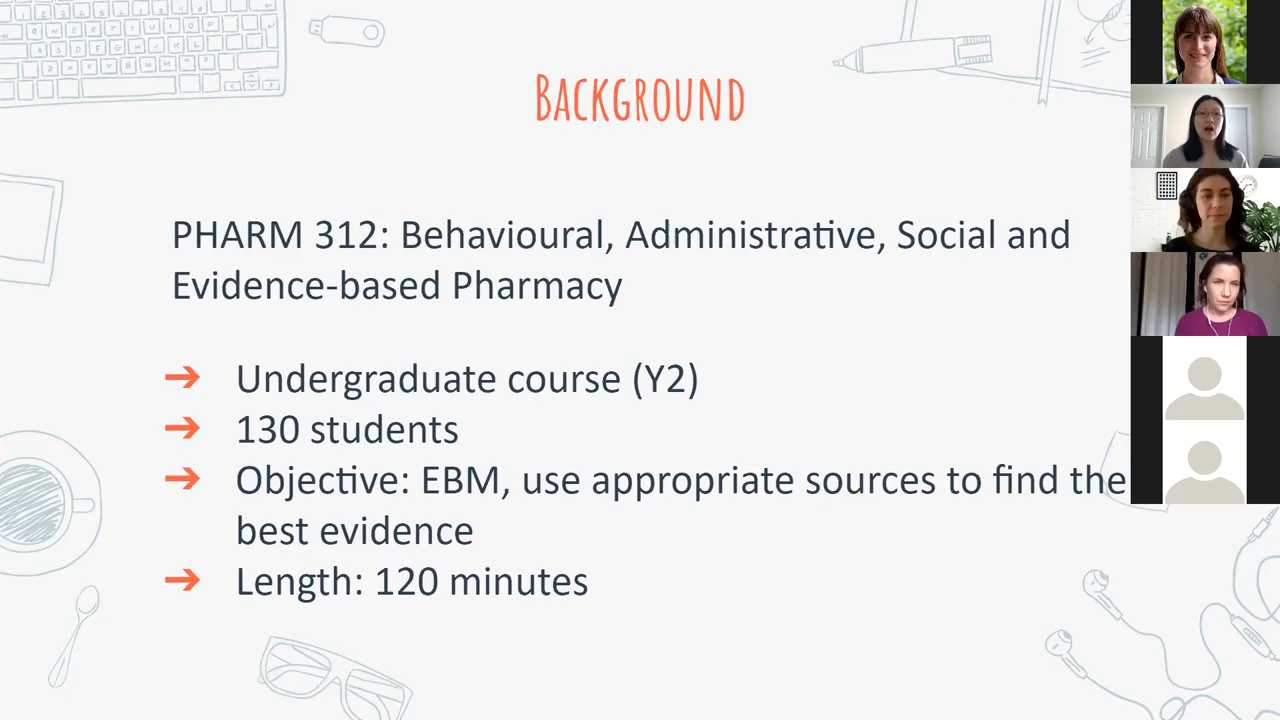 BACKGROUND
PHARM 312: Behavioural, Administrative, Social and
Evidence-based Pharmacy
➔ Undergraduate course (Y2)
➔ 130 students
➔ Objective: EBM, use appropriate sources to find the
best evidence
➔ Length: 120 minutes